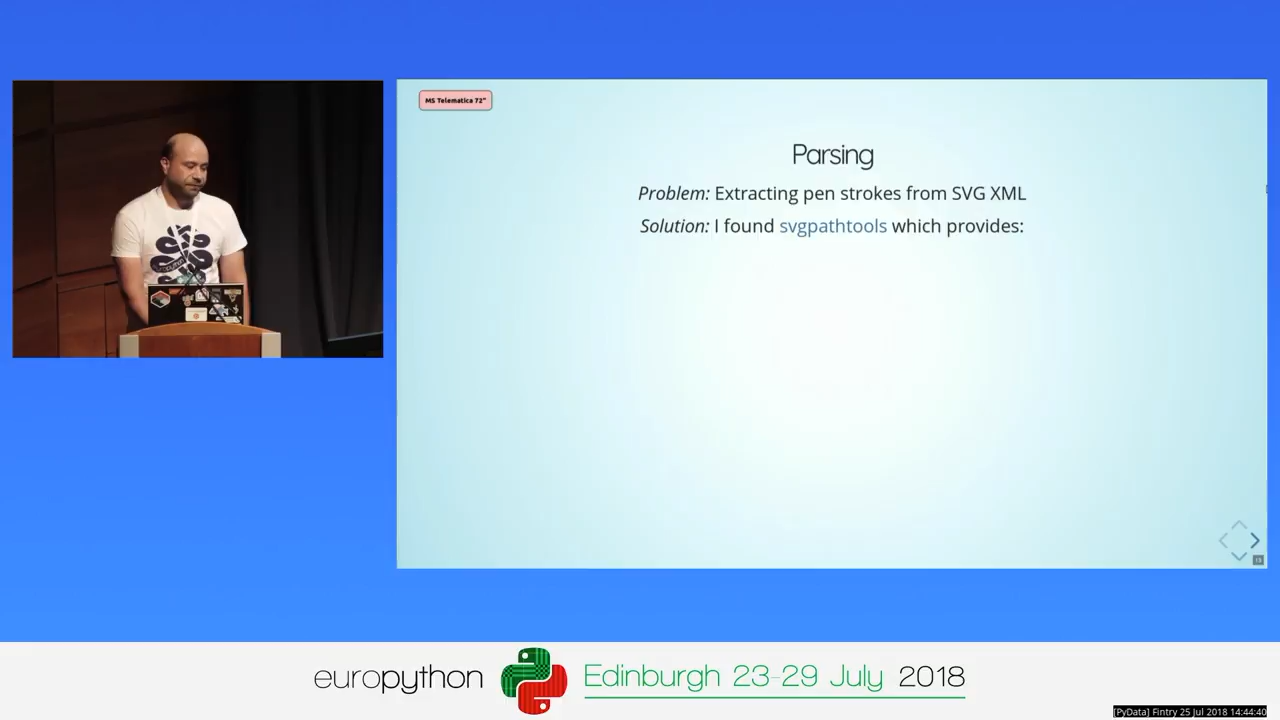 MS Telematica 72"
Parsing
Problem: Extracting pen strokes from SVG XML
Solution: I found svgpathtools which provides:
europython Edinburgh 23-29 July 2018
[PyData] Fintry 25 Jul 2018 14:44:40